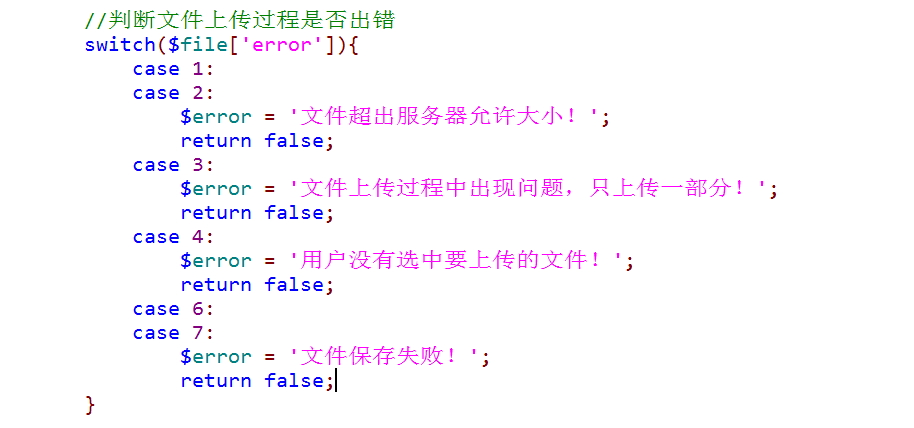 //判断文件上传过程是否出错
switch($file['error']){
    case 1:
    case 2:
        $error = '文件超出服务器允许大小！';
        return false;
    case 3:
        $error = '文件上传过程中出现问题，只上传一部分！';
        return false;
    case 4:
        $error = '用户没有选中要上传的文件！';
        return false;
    case 6:
    case 7:
        $error = '文件保存失败！';
        return false;
}